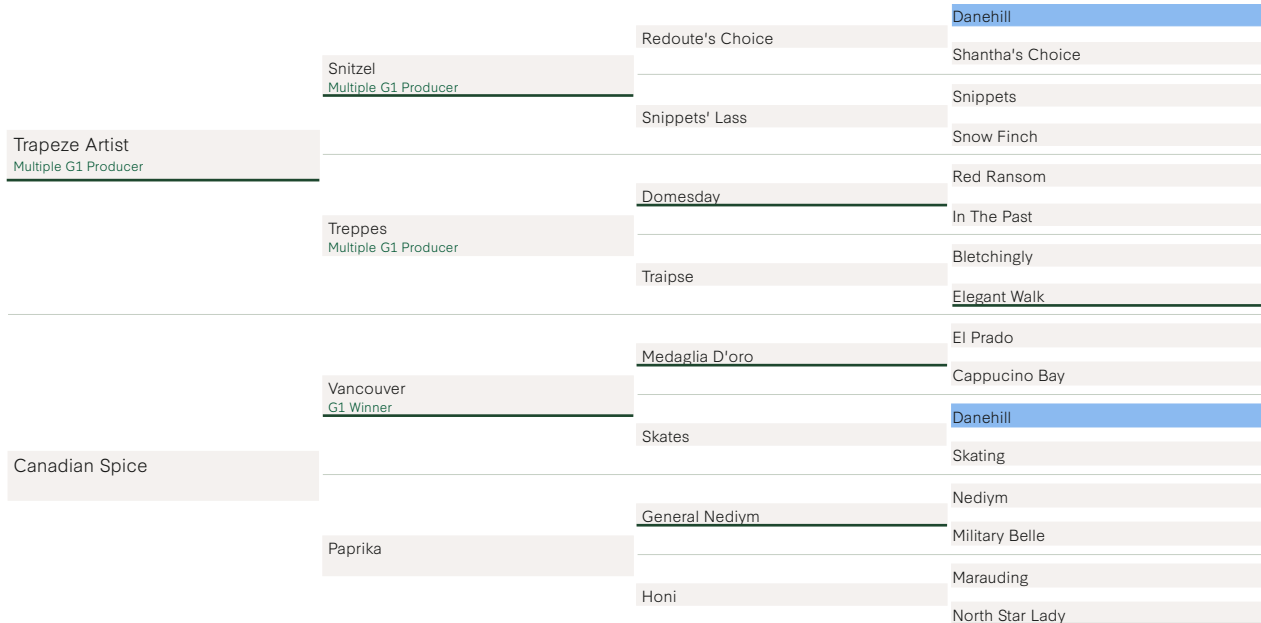 Trapeze Artist
Multiple G1 Producer
Snitzel
Multiple G1 Producer
Redoute's Choice
Danehill
Shantha's Choice
Snippets' Lass
Snippets
Snow Finch
Treppes
Multiple G1 Producer
Domesday
Red Ransom
In The Past
Traipse
Bletchingly
Elegant Walk
Canadian Spice
Vancouver
G1 Winner
Medaglia D'oro
El Prado
Cappucino Bay
Skates
Danehill
Skating
Paprika
General Nediym
Nediym
Military Belle
Honi
Marauding
North Star Lady